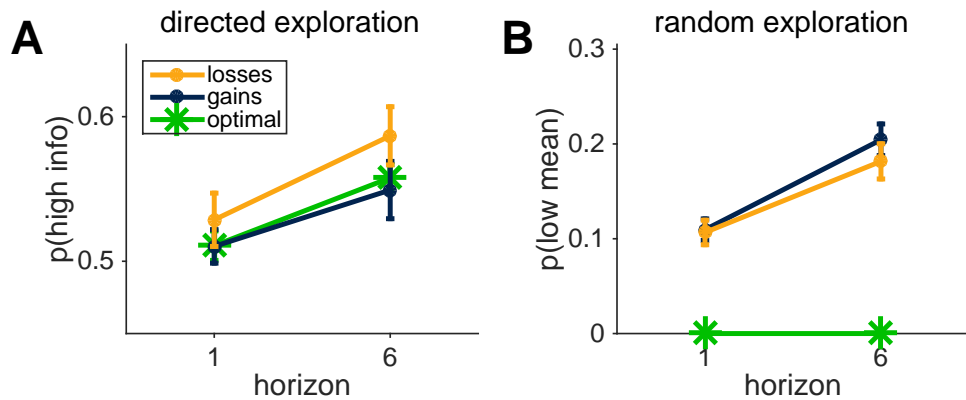 A
directed exploration
losses
gains
optimal
0.6
0.5
p(high info)
1
6
horizon
B
random exploration
0.3
0.2
0.1
0
p(low mean)
1
6
horizon